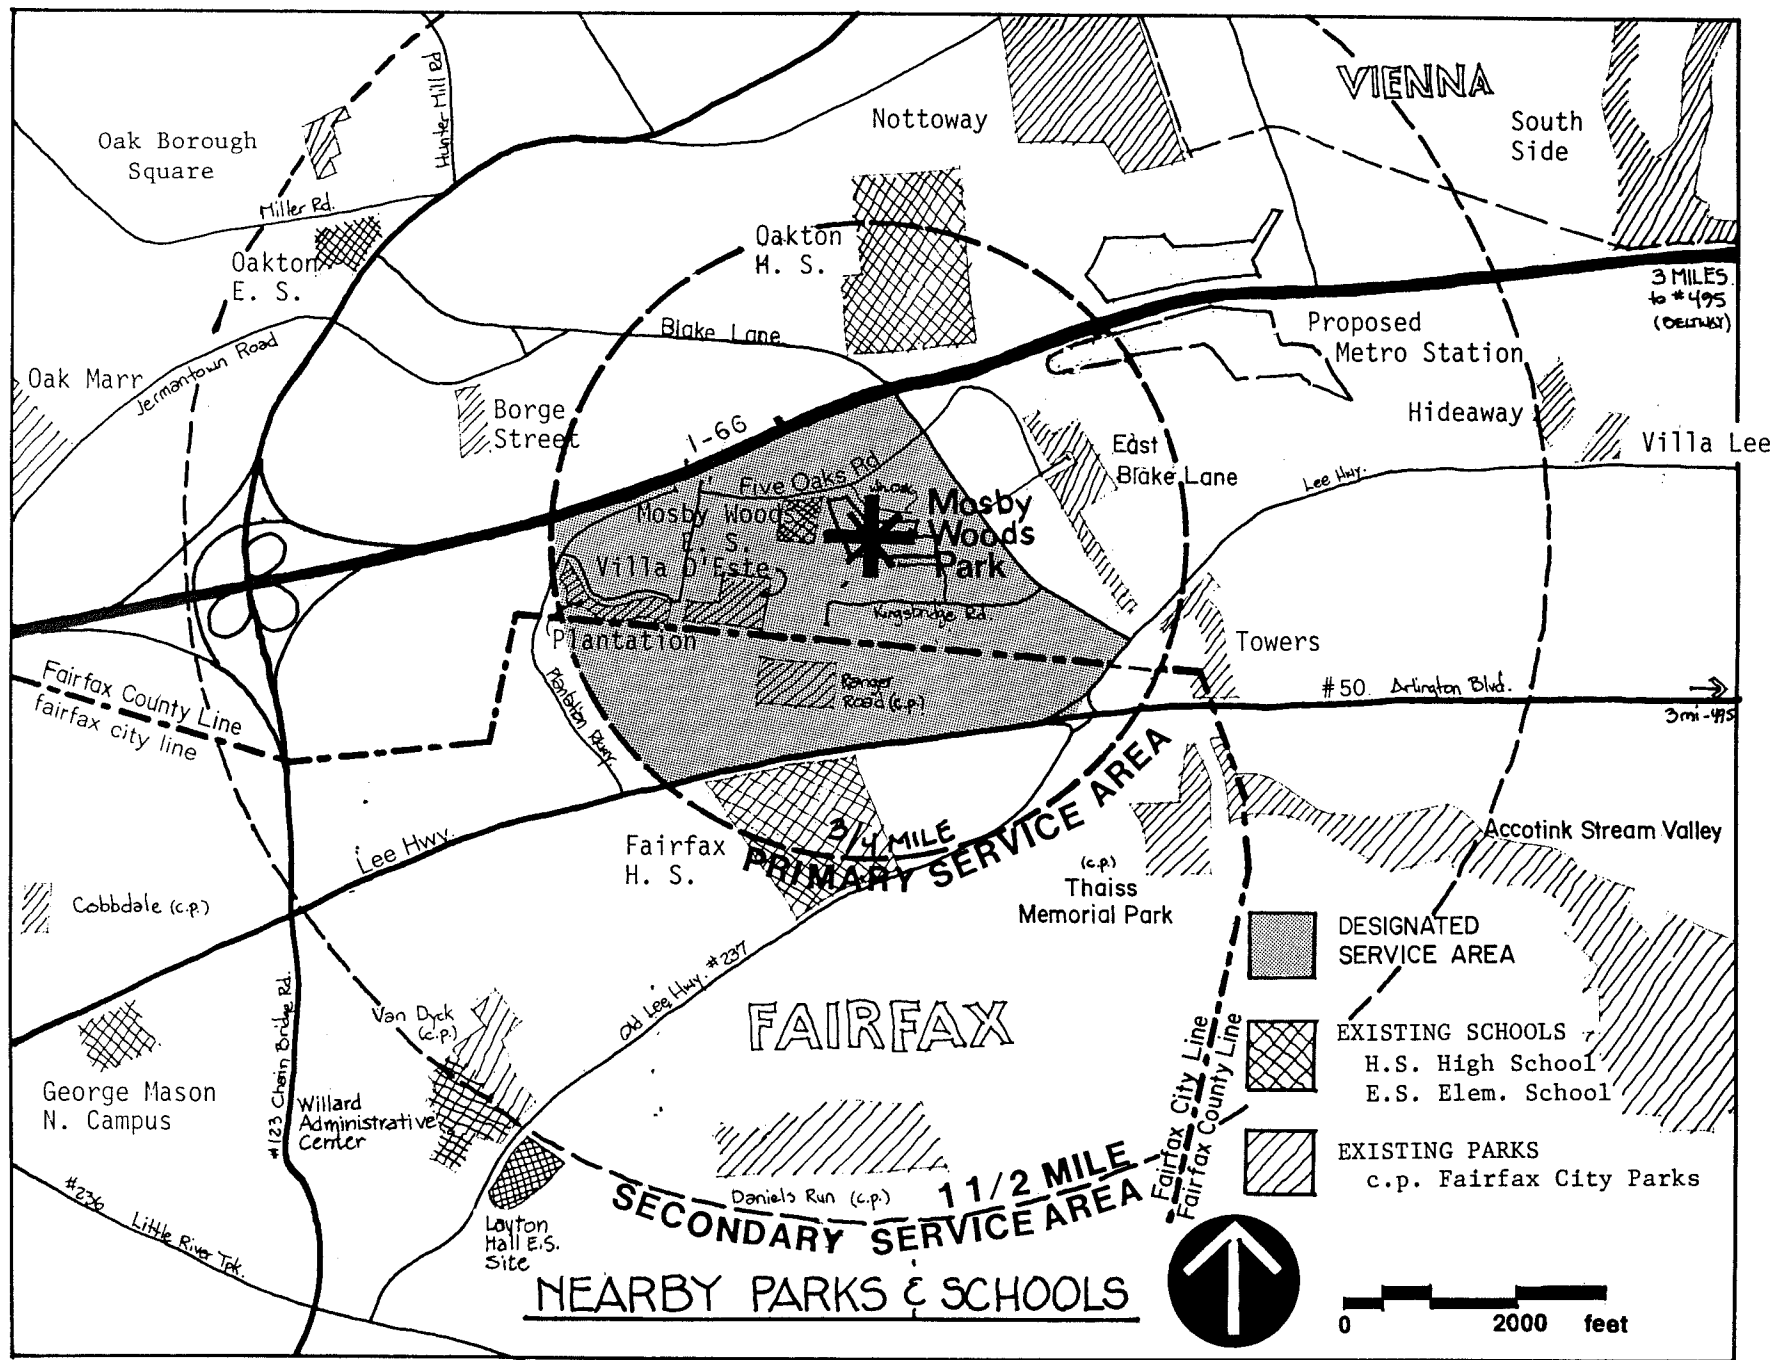 VIENNA
South
Side
Nottoway
Hunter Mill Rd
Oak Borough
Square
Miller Rd.
Oakton
E. S.
Oakton
H. S.
3 MILES
to #495
(BELTWAY)
Proposed
Metro Station
Blake Lane
Jermantown Road
Oak Marr
Borge
Street
I-66
Hideaway
Villa Lee
East
Blake Lane
Lee Hwy.
Five Oaks Rd
Mosby Woods
E. S.
Mosby
Woods
Park
Villa D'Este
Kingsbridge Rd.
Plantation
Towers
Ranger
Road (c.p.)
Plantation Pkwy.
Fairfax County Line
fairfax city line
#50 Arlington Blvd.
3mi-495
Lee Hwy.
Fairfax
H. S.
3/4 MILE
PRIMARY SERVICE AREA
Accotink Stream Valley
(c.p.)
Thaiss
Memorial Park
Cobbdale (c.p.)
DESIGNATED
SERVICE AREA
Old Lee Hwy. #237
FAIRFAX
Van Dyck
(c.p.)
#123 Chain Bridge Rd.
George Mason
N. Campus
Willard
Administrative
Center
Fairfax City Line
Fairfax County Line
EXISTING SCHOOLS
H.S. High School
E.S. Elem. School
EXISTING PARKS
c.p. Fairfax City Parks
Daniels Run (c.p.)
1 1/2 MILE
SECONDARY SERVICE AREA
Layton
Hall E.S.
Site
#236 Little River Tpk.
NEARBY PARKS & SCHOOLS
0 2000 feet